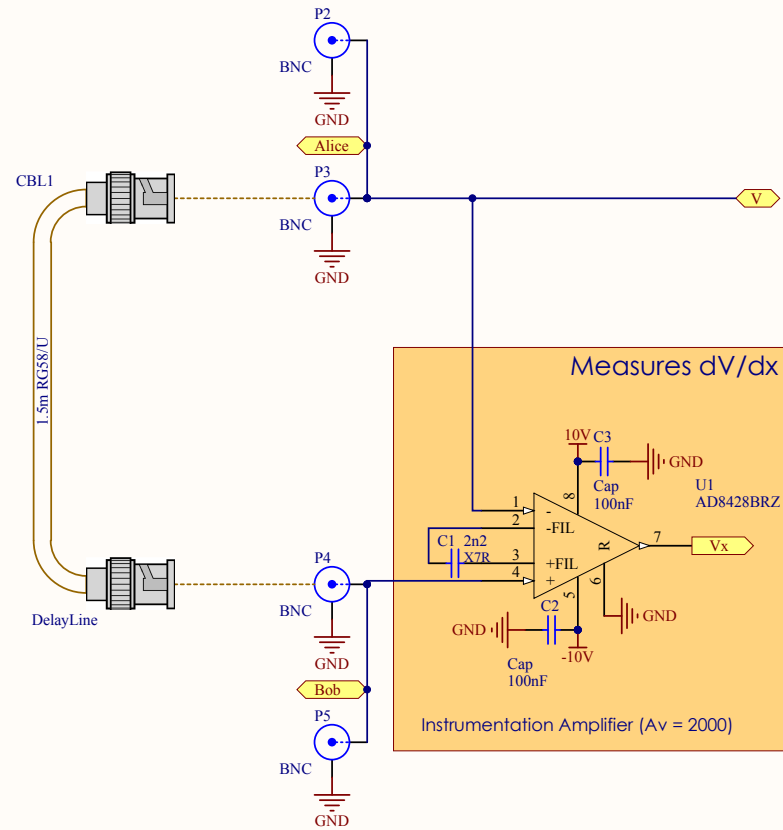 P2
BNC
GND
Alice
CBL1
P3
V
BNC
GND
1.5m RG58/U
Measures dV/dx
10V
C3
GND
Cap
100nF
U1
AD8428BRZ
8
1
-
2
-FIL
C1
2n2
X7R
3
+FIL
4
+
R
7
Vx
5
6
P4
BNC
GND
C2
GND
GND
-10V
Cap
100nF
DelayLine
Bob
P5
BNC
GND
Instrumentation Amplifier (Av = 2000)